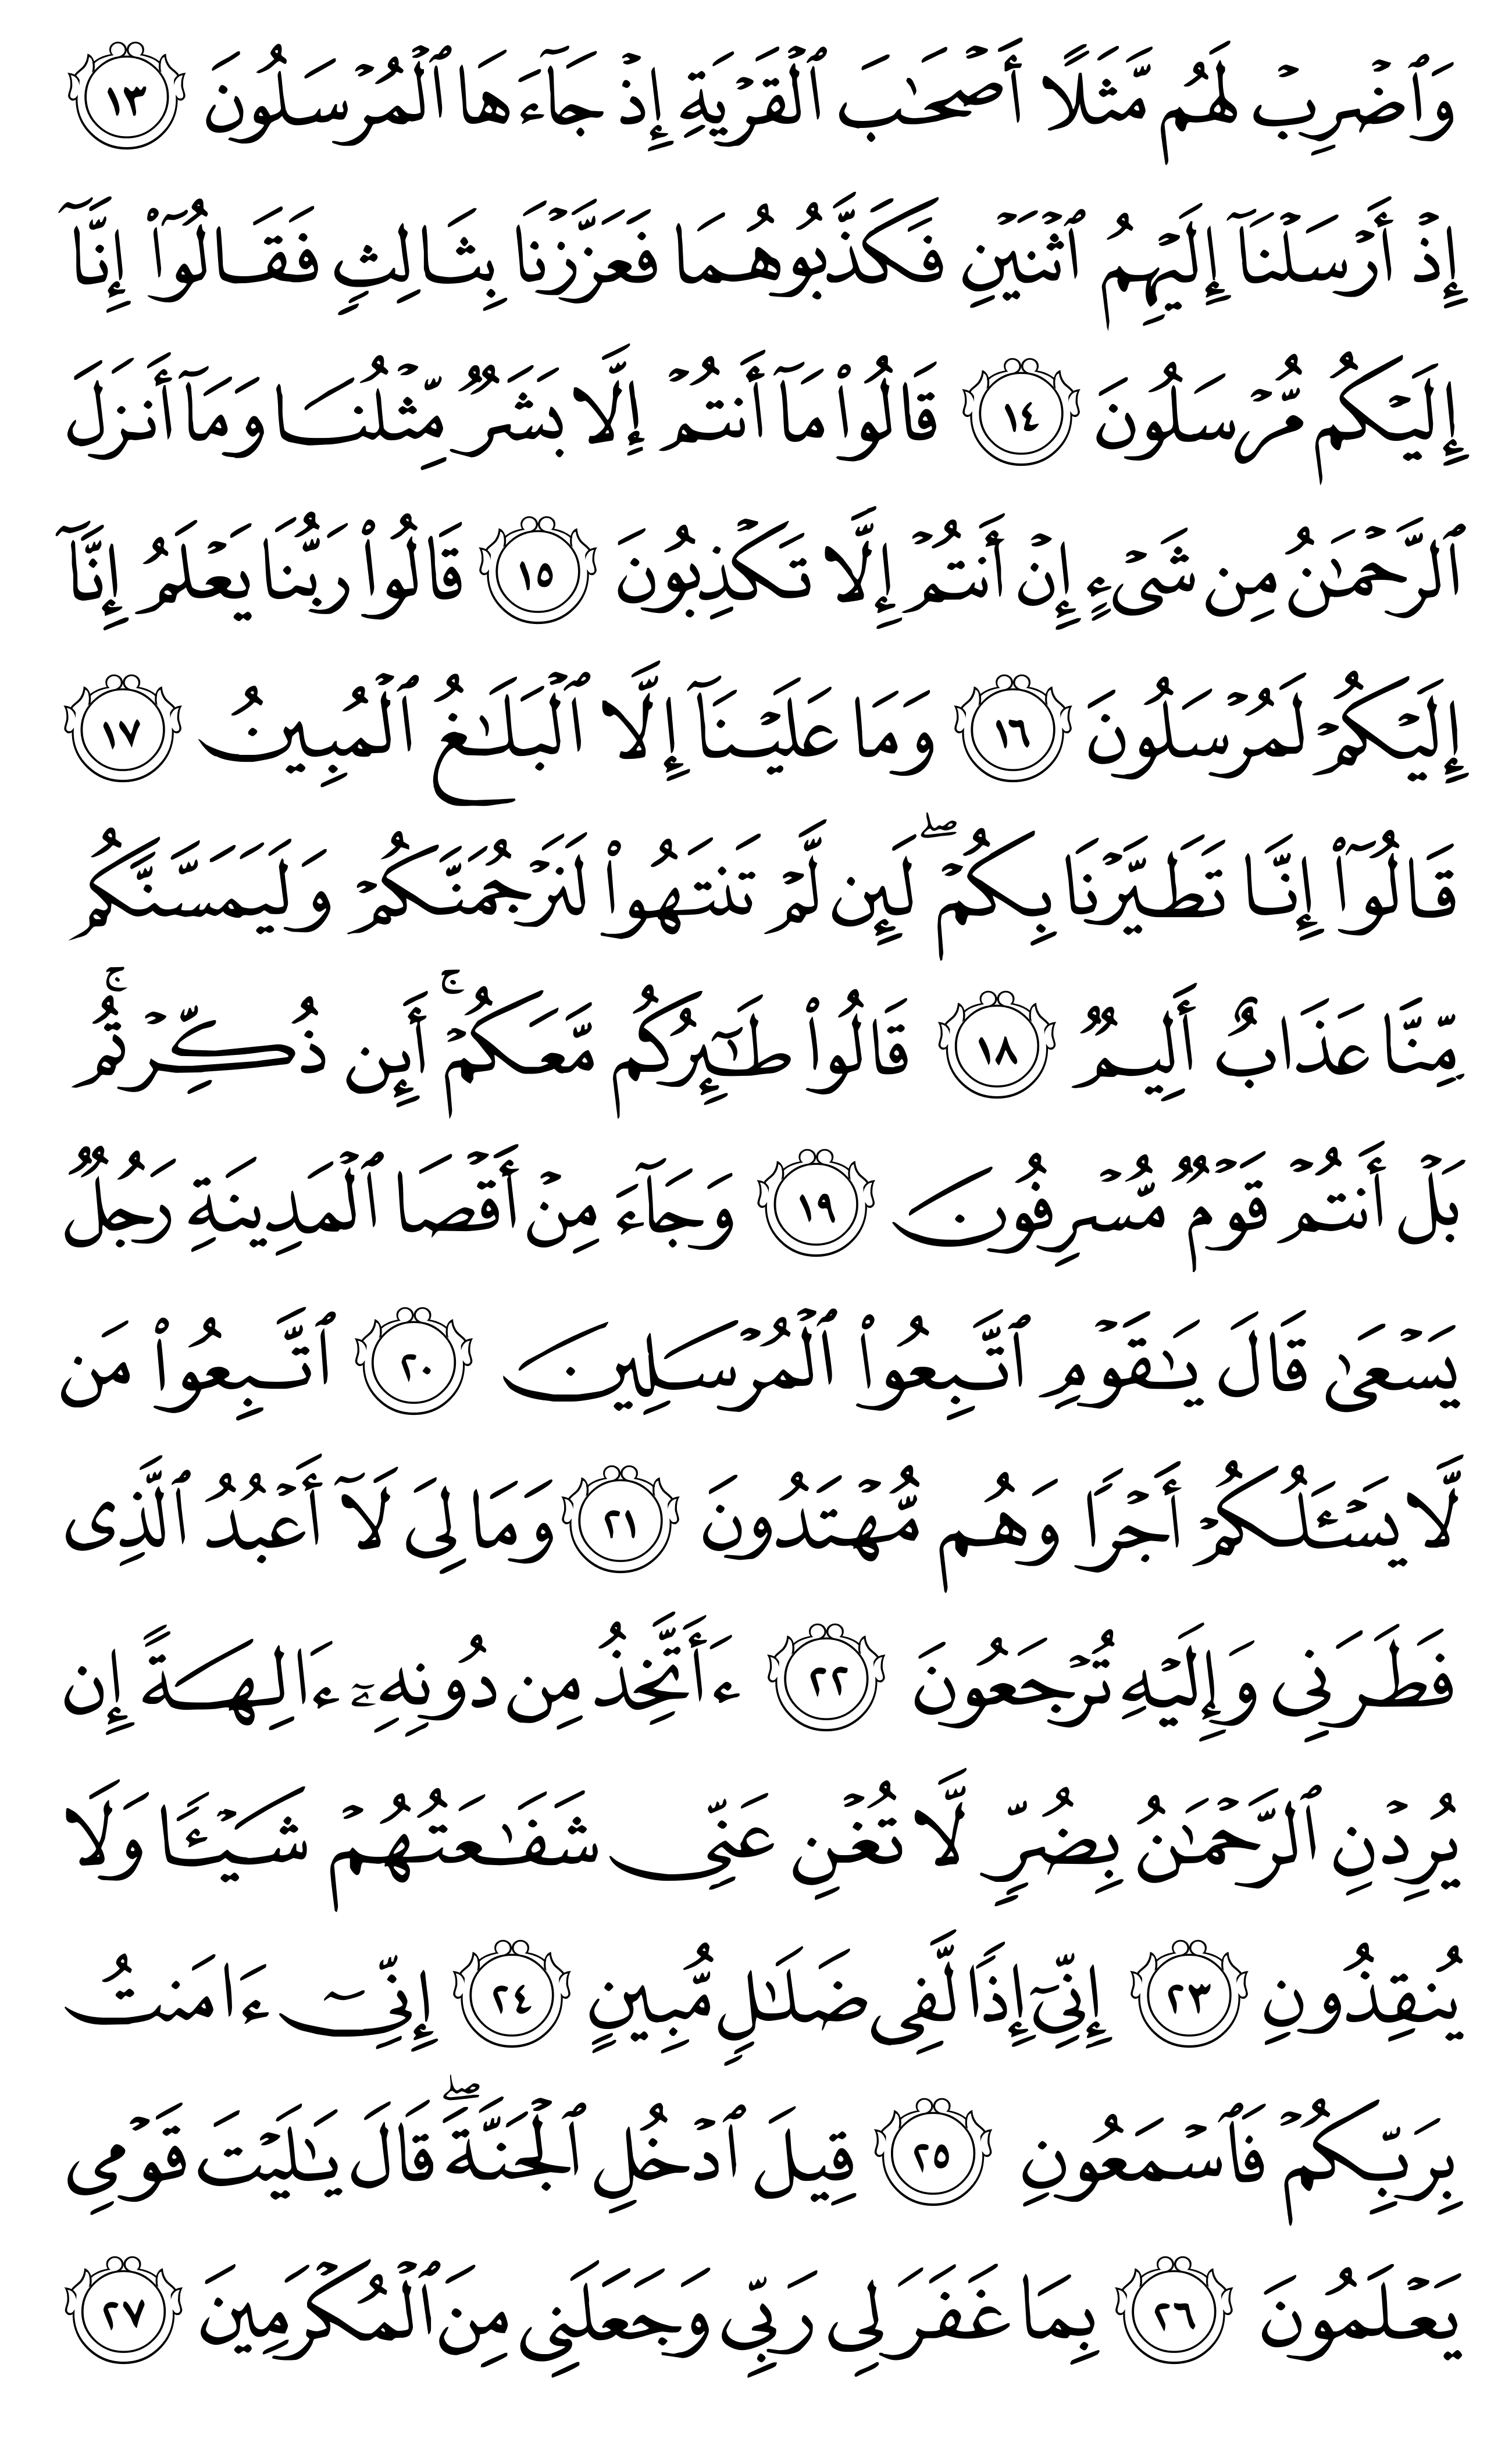 وَٱضۡرِبۡ لَهُم مَّثَلًا أَصۡحَٰبَ ٱلۡقَرۡيَةِ إِذۡ جَآءَهَا ٱلۡمُرۡسَلُونَ ١٣
إِذۡ أَرۡسَلۡنَآ إِلَيۡهِمُ ٱثۡنَيۡنِ فَكَذَّبُوهُمَا فَعَزَّزۡنَا بِثَالِثٖ فَقَالُوٓاْ إِنَّآ
إِلَيۡكُم مُّرۡسَلُونَ ١٤ قَالُواْ مَآ أَنتُمۡ إِلَّا بَشَرٞ مِّثۡلُنَا وَمَآ أَنزَلَ
ٱلرَّحۡمَٰنُ مِن شَيۡءٍ إِنۡ أَنتُمۡ إِلَّا تَكۡذِبُونَ ١٥ قَالُواْ رَبُّنَا يَعۡلَمُ إِنَّآ
إِلَيۡكُمۡ لَمُرۡسَلُونَ ١٦ وَمَا عَلَيۡنَآ إِلَّا ٱلۡبَلَٰغُ ٱلۡمُبِينُ ١٧
قَالُوٓاْ إِنَّا تَطَيَّرۡنَا بِكُمۡۖ لَئِن لَّمۡ تَنتَهُواْ لَنَرۡجُمَنَّكُمۡ وَلَيَمَسَّنَّكُم
مِّنَّا عَذَابٌ أَلِيمٞ ١٨ قَالُواْ طَٰٓئِرُكُم مَّعَكُمۡۚ أَئِن ذُكِّرۡتُمۚ
بَلۡ أَنتُمۡ قَوۡمٞ مُّسۡرِفُونَ ١٩ وَجَآءَ مِنۡ أَقۡصَا ٱلۡمَدِينَةِ رَجُلٞ
يَسۡعَىٰ قَالَ يَٰقَوۡمِ ٱتَّبِعُواْ ٱلۡمُرۡسَلِينَ ٢٠ ٱتَّبِعُواْ مَن
لَّا يَسۡـَٔلُكُمۡ أَجۡرٗا وَهُم مُّهۡتَدُونَ ٢١ وَمَا لِيَ لَآ أَعۡبُدُ ٱلَّذِي
فَطَرَنِي وَإِلَيۡهِ تُرۡجَعُونَ ٢٢ ءَأَتَّخِذُ مِن دُونِهِۦٓ ءَالِهَةً إِن
يُرِدۡنِ ٱلرَّحۡمَٰنُ بِضُرّٖ لَّا تُغۡنِ عَنِّي شَفَٰعَتُهُمۡ شَيۡـٔٗا وَلَا
يُنقِذُونِ ٢٣ إِنِّيٓ إِذٗا لَّفِي ضَلَٰلٖ مُّبِينٍ ٢٤ إِنِّيٓ ءَامَنتُ
بِرَبِّكُمۡ فَٱسۡمَعُونِ ٢٥ قِيلَ ٱدۡخُلِ ٱلۡجَنَّةَۖ قَالَ يَٰلَيۡتَ قَوۡمِي
يَعۡلَمُونَ ٢٦ بِمَا غَفَرَ لِي رَبِّي وَجَعَلَنِي مِنَ ٱلۡمُكۡرَمِينَ ٢٧